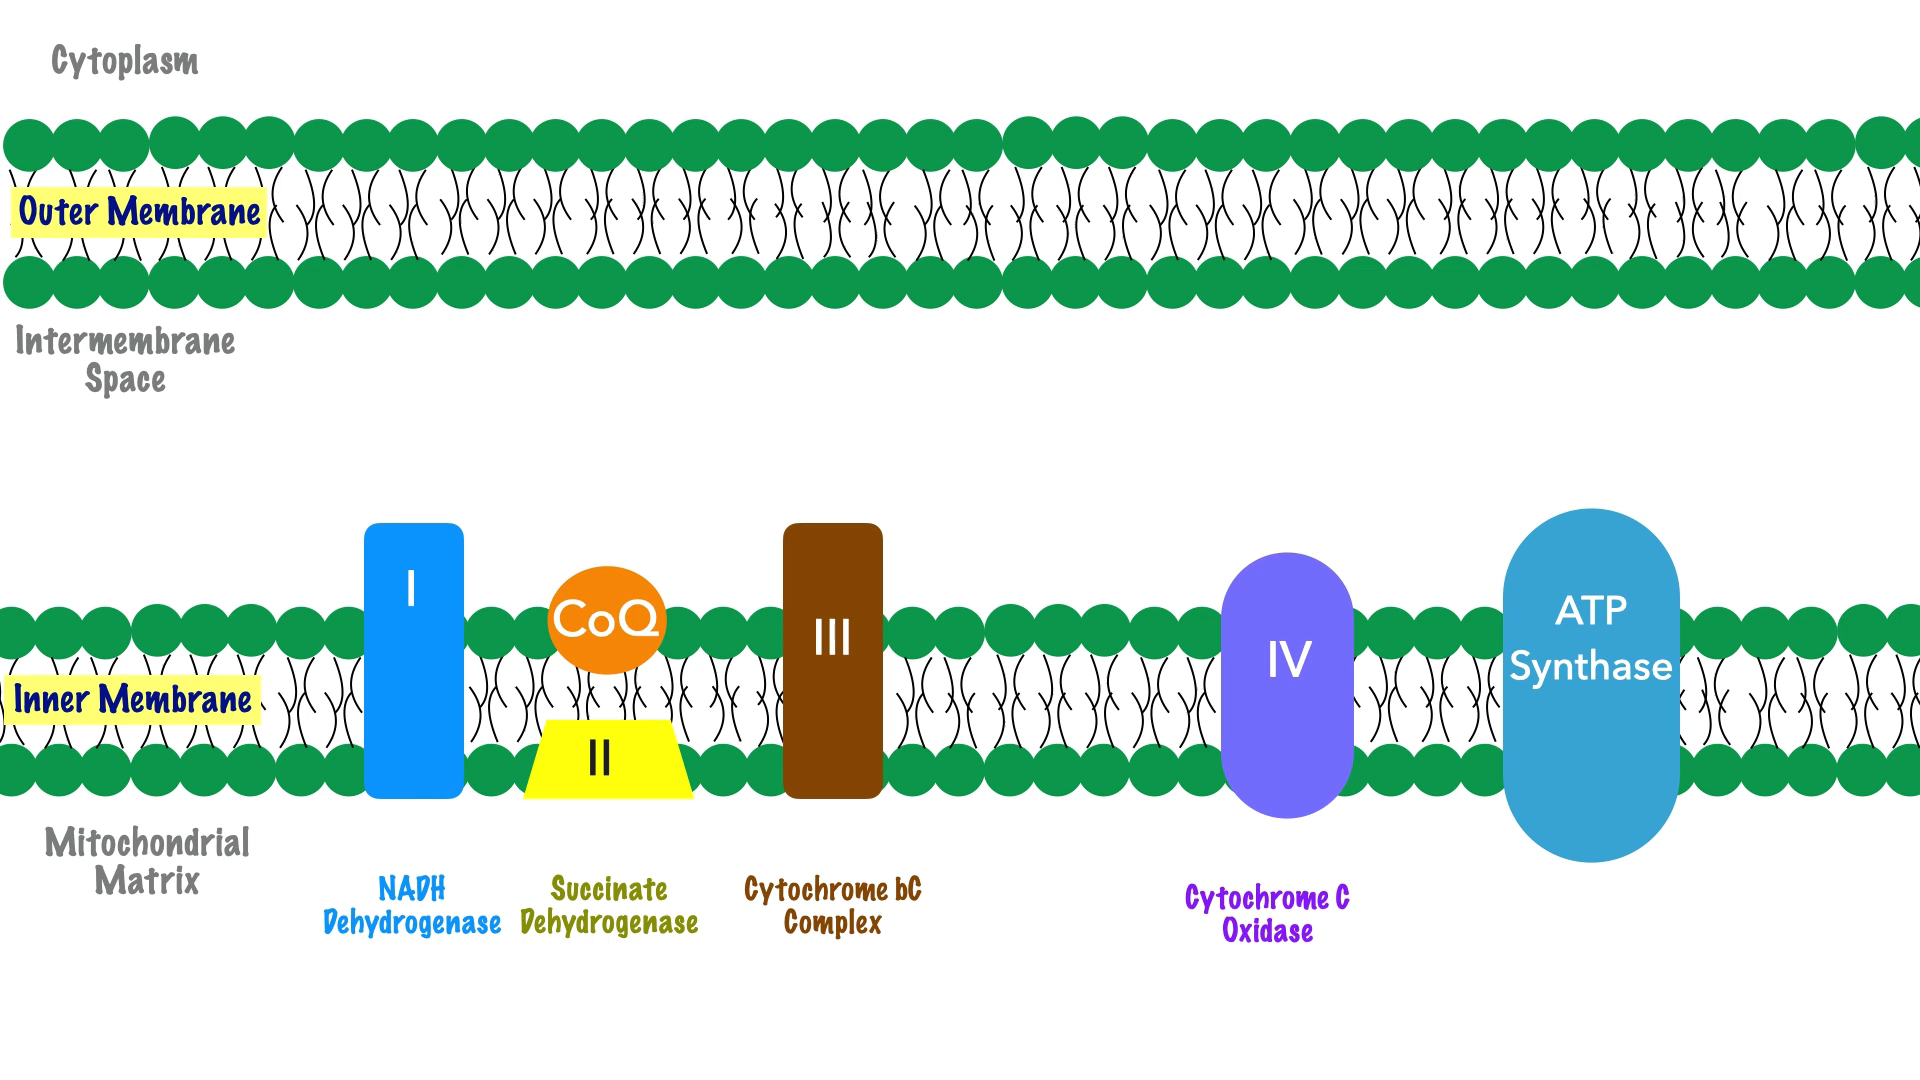 Cytoplasm
Outer Membrane
Intermembrane
Space
I
CoQ
III
IV
ATP
Synthase
Inner Membrane
II
Mitochondrial
Matrix
NADH
Dehydrogenase
Succinate
Dehydrogenase
Cytochrome bC
Complex
Cytochrome C
Oxidase